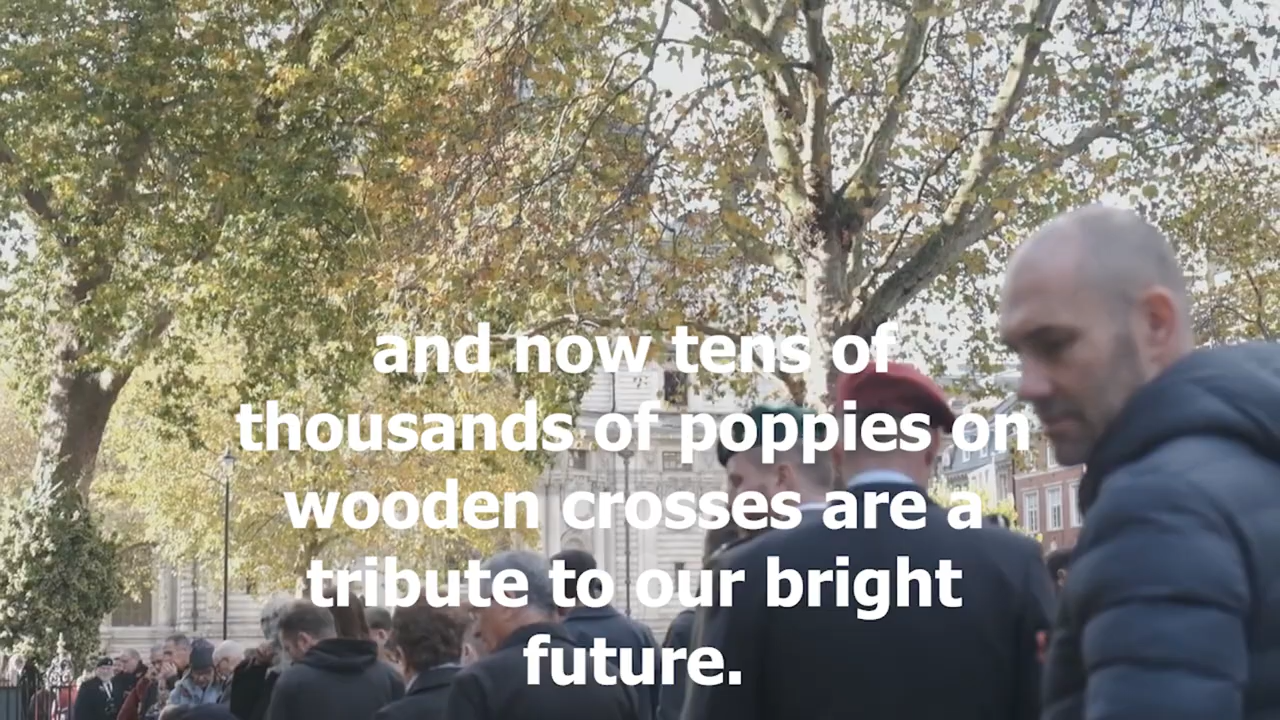 and now tens of
thousands of poppies on
wooden crosses are a
tribute to our bright
future.